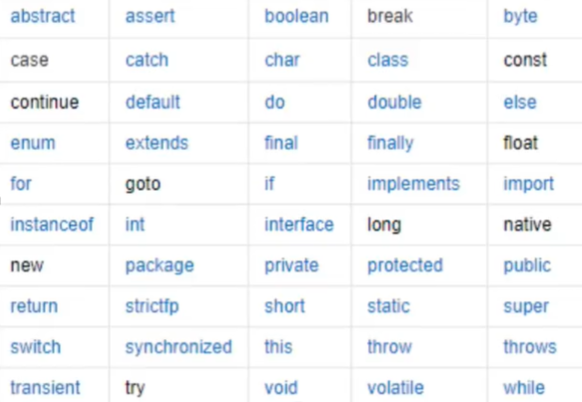 abstract assert boolean break byte
case catch char class const
continue default do double else
enum extends final finally float
for goto if implements import
instanceof int interface long native
new package private protected public
return strictfp short static super
switch synchronized this throw throws
transient try void volatile while